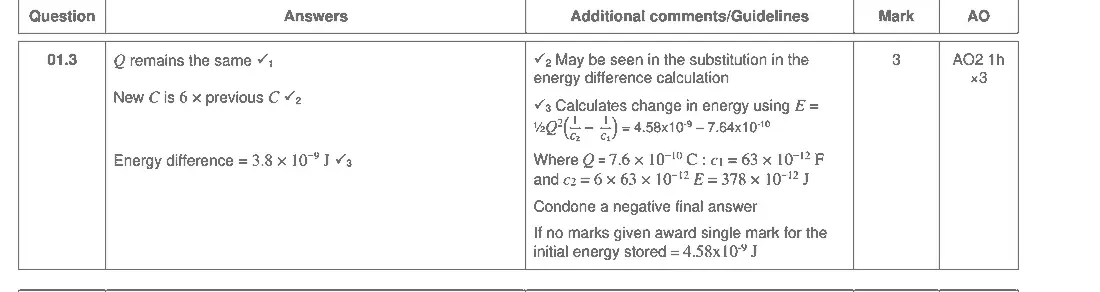 Question Answers Additional comments/Guidelines Mark AO
01.3 Q remains the same ✓₁ ✓₂ May be seen in the substitution in the 3 AO2 1h
energy difference calculation ×3
New C is 6 × previous C ✓₂
✓₃ Calculates change in energy using E =
½Q²(1/c₂ − 1/c₁) = 4.58x10⁻⁹ – 7.64x10⁻¹⁰
Energy difference = 3.8 × 10⁻⁹ J ✓₃ Where Q = 7.6 × 10⁻¹⁰ C : c₁ = 63 × 10⁻¹² F
and c₂ = 6 × 63 × 10⁻¹² E = 378 × 10⁻¹² J
Condone a negative final answer
If no marks given award single mark for the
initial energy stored = 4.58x10⁻⁹ J